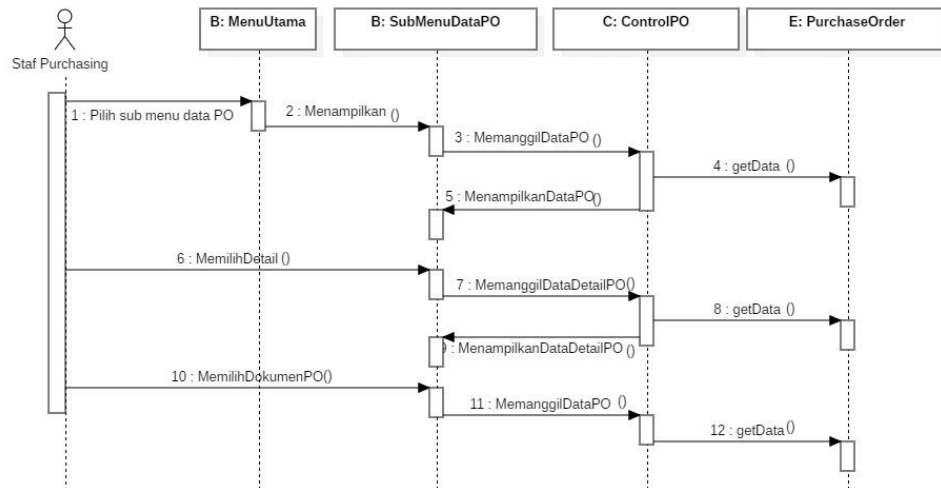 B: MenuUtama
B: SubMenuDataPO
C: ControlPO
E: PurchaseOrder
Staf Purchasing
1 : Pilih sub menu data PO
2 : Menampilkan ()
3 : MemanggilDataPO ()
4 : getData ()
5 : MenampilkanDataPO()
6 : MemilihDetail ()
7 : MemanggilDataDetailPO()
8 : getData ()
9 : MenampilkanDataDetailPO ()
10 : MemilihDokumenPO()
11 : MemanggilDataPO ()
12 : getData()